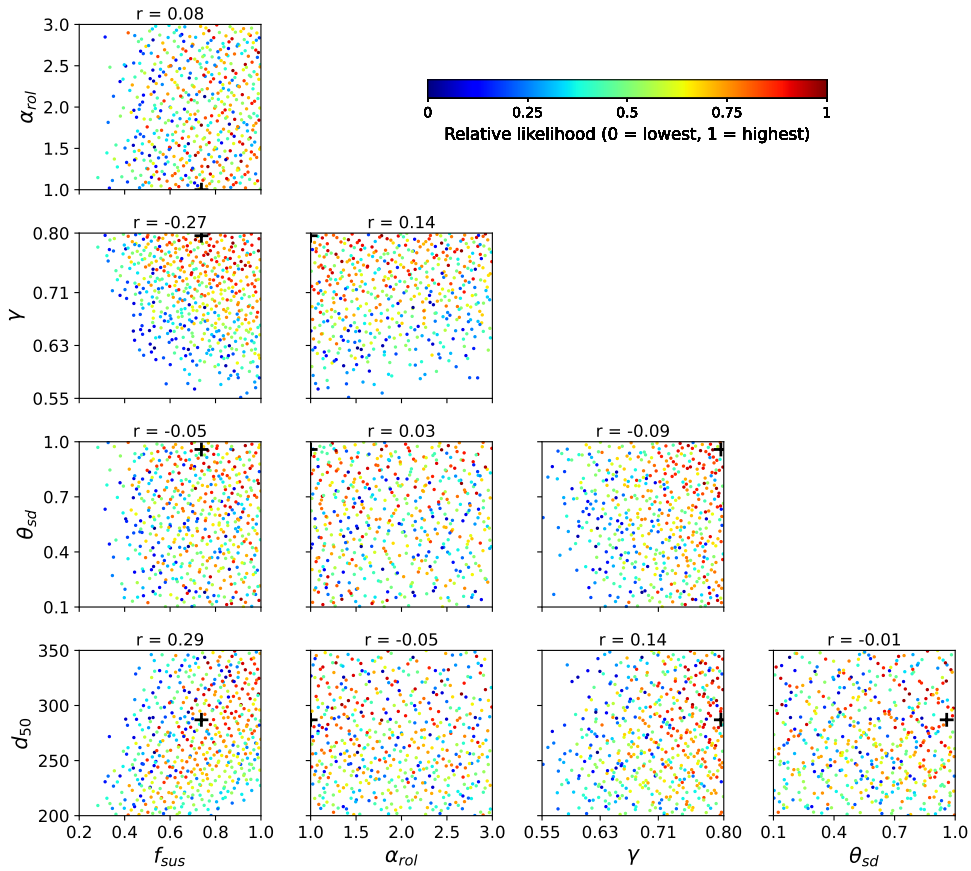 r = 0.08
3.0
2.5
2.0
1.5
1.0
α_rol
0 0.25 0.5 0.75 1
Relative likelihood (0 = lowest, 1 = highest)
r = -0.27 r = 0.14
0.80
0.71
0.63
0.55
γ
r = -0.05 r = 0.03 r = -0.09
1.0
0.7
0.4
0.1
θ_sd
r = 0.29 r = -0.05 r = 0.14 r = -0.01
350
300
250
200
d_50
0.2 0.4 0.6 0.8 1.0 1.0 1.5 2.0 2.5 3.0 0.55 0.63 0.71 0.80 0.1 0.4 0.7 1.0
f_sus α_rol γ θ_sd